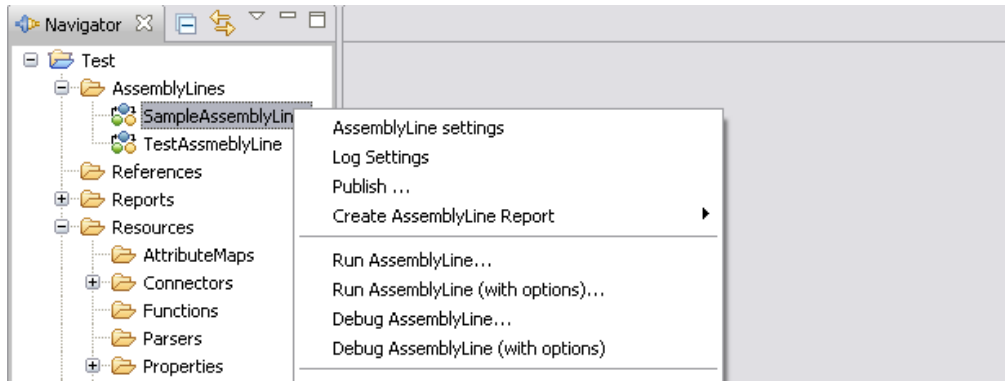 Navigator
Test
AssemblyLines
SampleAssemblyLin
TestAssmeblyLine
References
Reports
Resources
AttributeMaps
Connectors
Functions
Parsers
Properties
AssemblyLine settings
Log Settings
Publish ...
Create AssemblyLine Report
Run AssemblyLine...
Run AssemblyLine (with options)...
Debug AssemblyLine...
Debug AssemblyLine (with options)